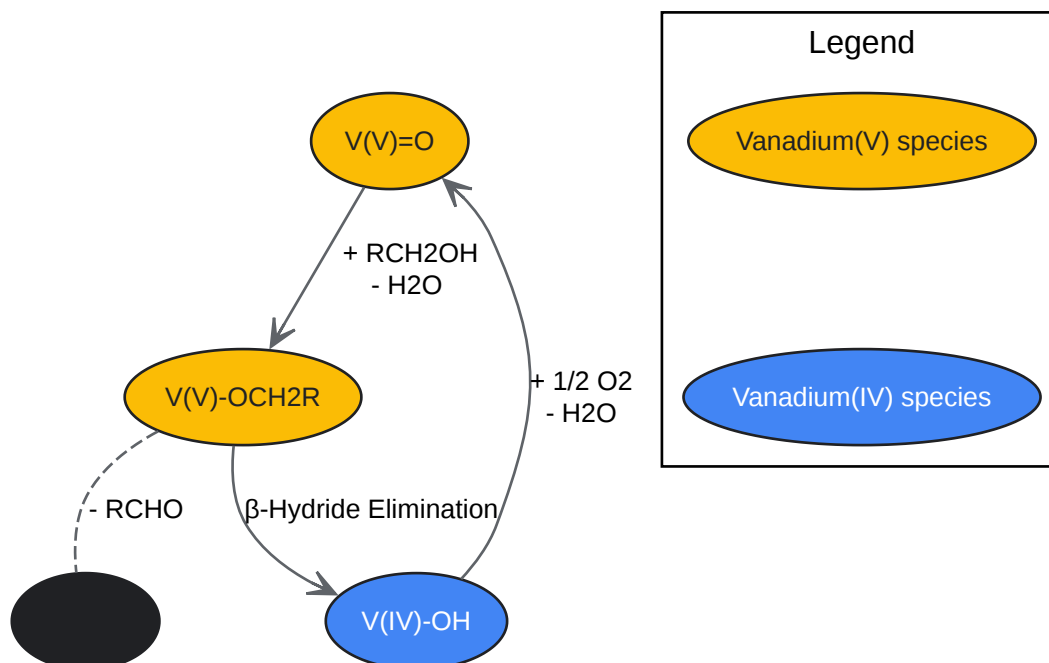 Legend
V(V)=O
Vanadium(V) species
+ RCH2OH
- H2O
V(V)-OCH2R
+ 1/2 O2
- H2O
Vanadium(IV) species
- RCHO
β-Hydride Elimination
V(IV)-OH